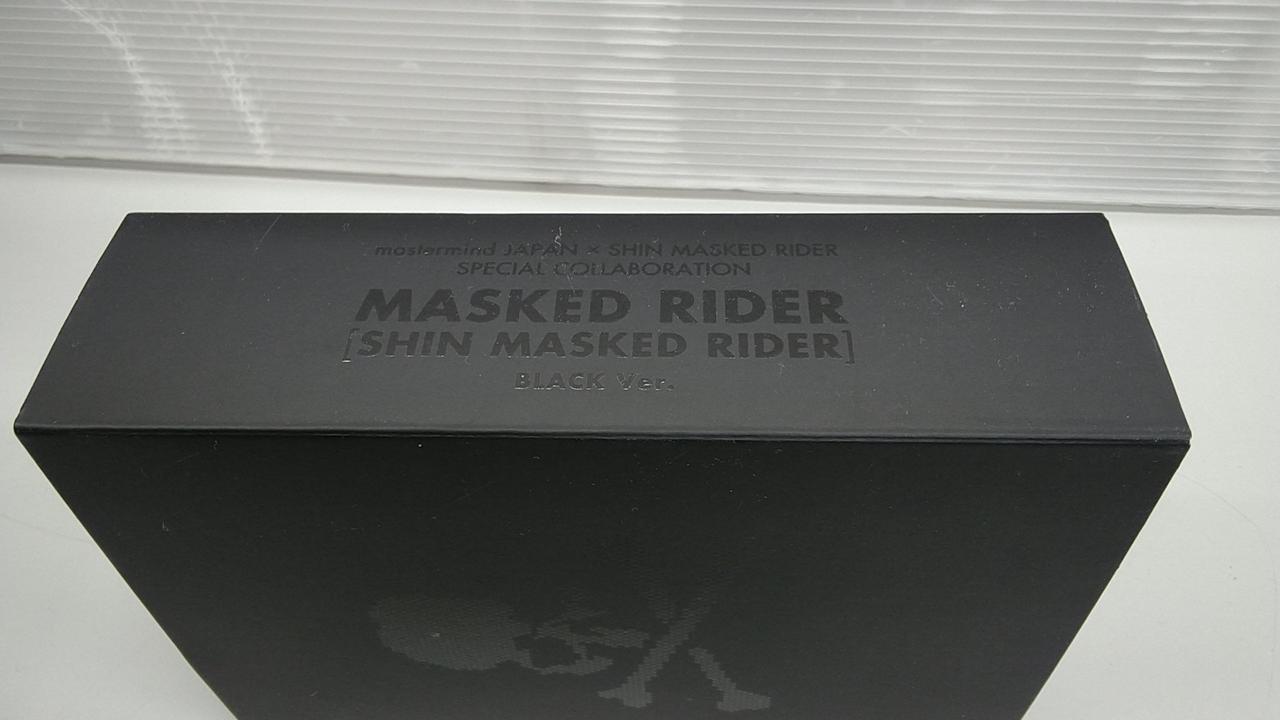 mastermind JAPAN × SHIN MASKED RIDER
SPECIAL COLLABORATION
MASKED RIDER
[SHIN MASKED RIDER]
BLACK Ver.